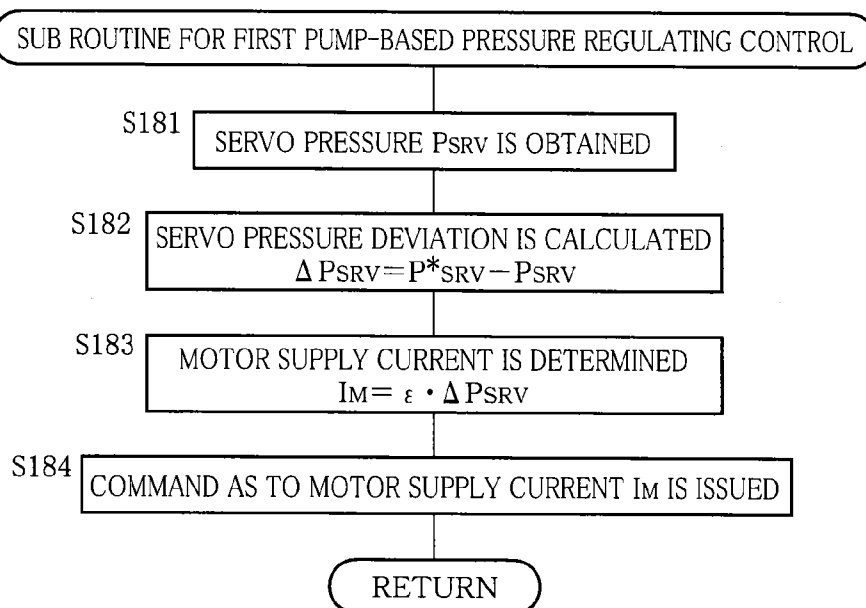 SUB ROUTINE FOR FIRST PUMP-BASED PRESSURE REGULATING CONTROL
S181
SERVO PRESSURE PSRV IS OBTAINED
S182
SERVO PRESSURE DEVIATION IS CALCULATED
ΔPSRV=P*SRV-PSRV
S183
MOTOR SUPPLY CURRENT IS DETERMINED
IM= ε・ΔPSRV
S184
COMMAND AS TO MOTOR SUPPLY CURRENT IM IS ISSUED
RETURN